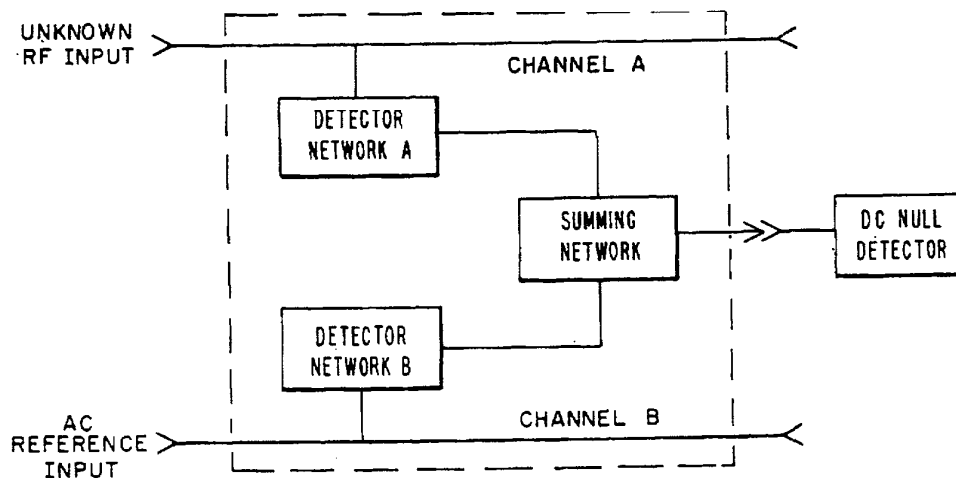 UNKNOWN
RF INPUT
CHANNEL A
DETECTOR
NETWORK A
SUMMING
NETWORK
DC NULL
DETECTOR
DETECTOR
NETWORK B
AC
REFERENCE
INPUT
CHANNEL B